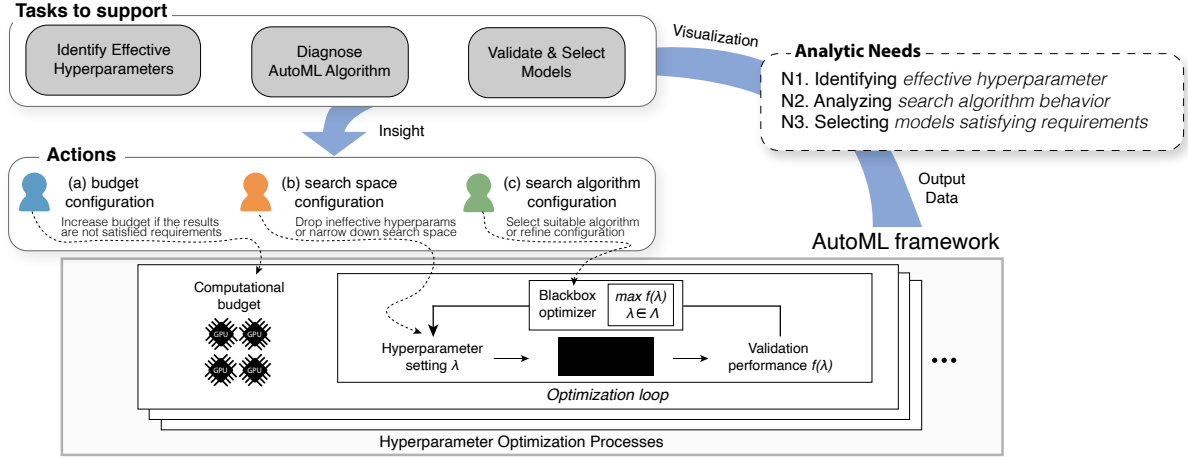 Tasks to support
Identify Effective
Hyperparameters
Diagnose
AutoML Algorithm
Validate & Select
Models
Visualization
Analytic Needs
N1. Identifying effective hyperparameter
N2. Analyzing search algorithm behavior
N3. Selecting models satisfying requirements
Insight
Output
Data
Actions
(a) budget
configuration
Increase budget if the results
are not satisfied requirements
(b) search space
configuration
Drop ineffective hyperparams
or narrow down search space
(c) search algorithm
configuration
Select suitable algorithm
or refine configuration
AutoML framework
Computational
budget
GPU
GPU
GPU
GPU
Blackbox
optimizer
max f(λ)
λ ∈ Λ
Hyperparameter
setting λ
Validation
performance f(λ)
Optimization loop
...
Hyperparameter Optimization Processes